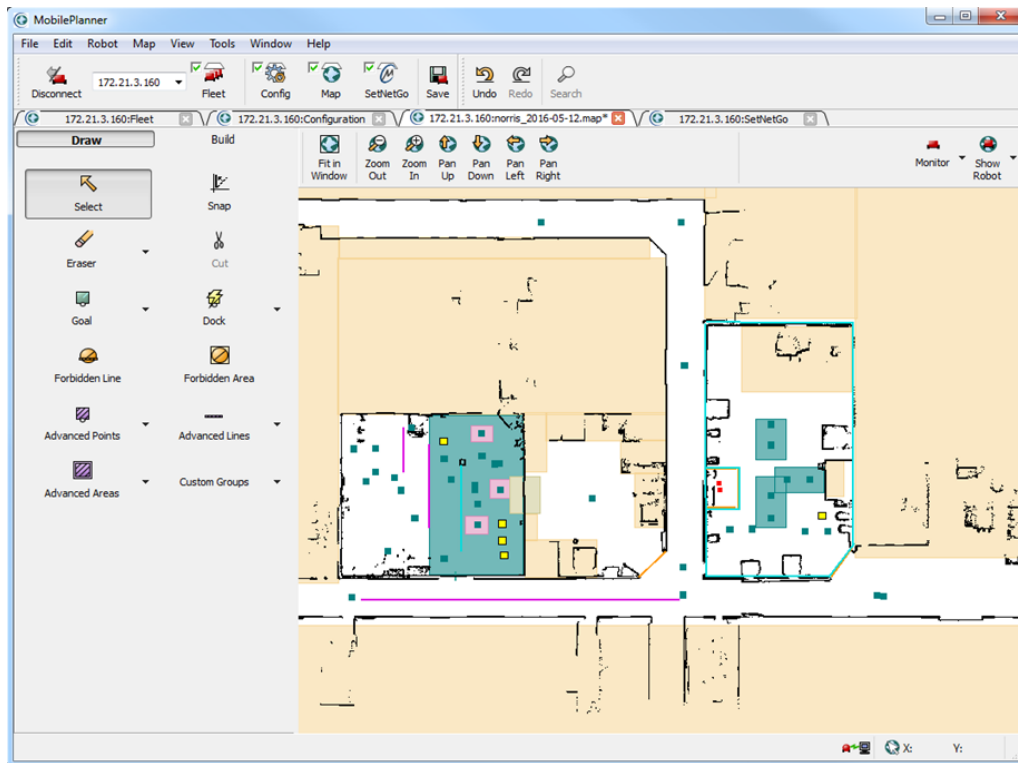 MobilePlanner
File Edit Robot Map View Tools Window Help
Disconnect 172.21.3.160 Fleet Config Map SetNetGo Save Undo Redo Search
172.21.3.160:Fleet 172.21.3.160:Configuration 172.21.3.160:norris_2016-05-12.map* 172.21.3.160:SetNetGo
Draw Build
Fit in Window
Zoom Out
Zoom In
Pan Up
Pan Down
Pan Left
Pan Right
Monitor
Show Robot
Select Snap
Eraser Cut
Goal Dock
Forbidden Line Forbidden Area
Advanced Points Advanced Lines
Advanced Areas Custom Groups
X: Y: